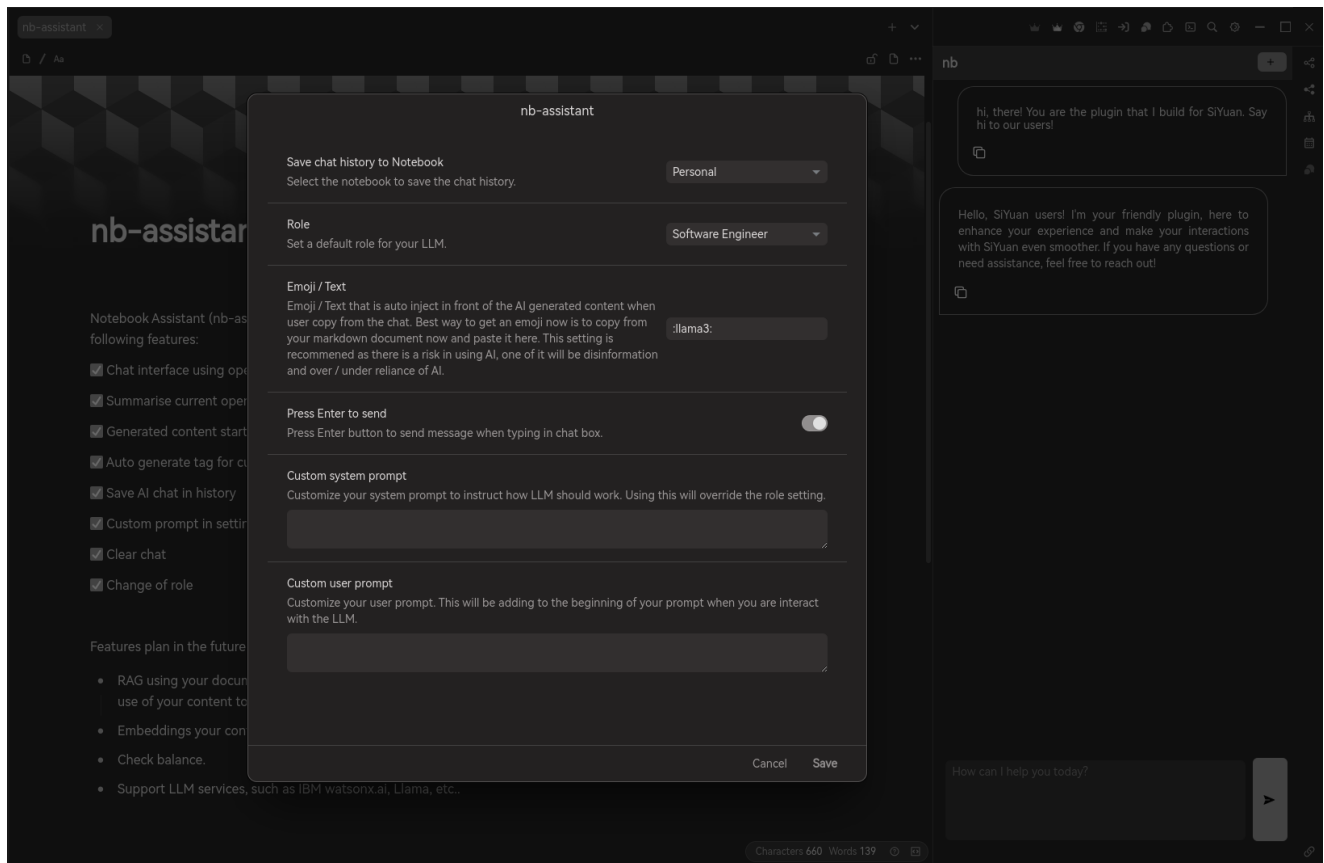 nb-assistant
Aa
nb-assistant
Save chat history to Notebook
Select the notebook to save the chat history.
Personal
Role
Set a default role for your LLM.
Software Engineer
Emoji / Text
Emoji / Text that is auto inject in front of the AI generated content when
user copy from the chat. Best way to get an emoji now is to copy from
your markdown document now and paste it here. This setting is
recommened as there is a risk in using AI, one of it will be disinformation
and over / under reliance of AI.
:llama3:
Press Enter to send
Press Enter button to send message when typing in chat box.
Custom system prompt
Customize your system prompt to instruct how LLM should work. Using this will override the role setting.
Custom user prompt
Customize your user prompt. This will be adding to the beginning of your prompt when you are interact
with the LLM.
Cancel Save
nb-assistan
Notebook Assistant (nb-as
following features:
Chat interface using ope
Summarise current oper
Generated content start
Auto generate tag for cu
Save AI chat in history
Custom prompt in settin
Clear chat
Change of role
Features plan in the future
RAG using your docum
use of your content to
Embeddings your con
Check balance.
Support LLM services, such as IBM watsonx.ai, Llama, etc..
Characters 660 Words 139
nb
hi, there! You are the plugin that I build for SiYuan. Say
hi to our users!
Hello, SiYuan users! I'm your friendly plugin, here to
enhance your experience and make your interactions
with SiYuan even smoother. If you have any questions or
need assistance, feel free to reach out!
How can I help you today?